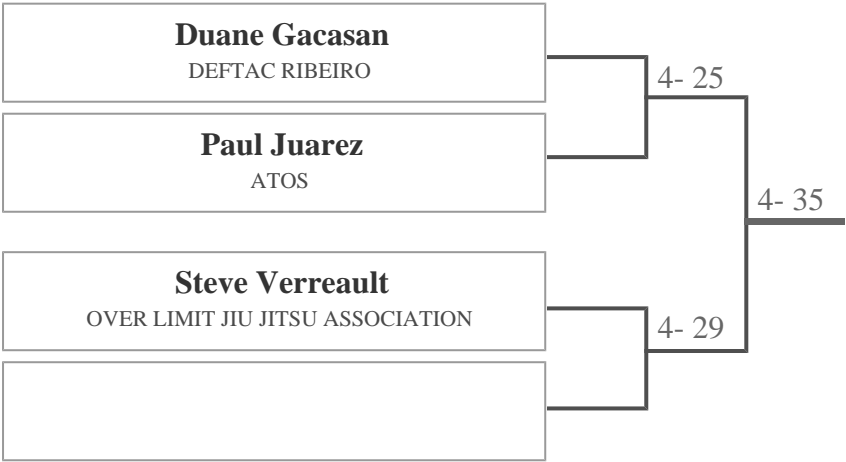 Duane Gacasan
DEFTAC RIBEIRO
4- 25
Paul Juarez
ATOS
4- 35
Steve Verreault
OVER LIMIT JIU JITSU ASSOCIATION
4- 29